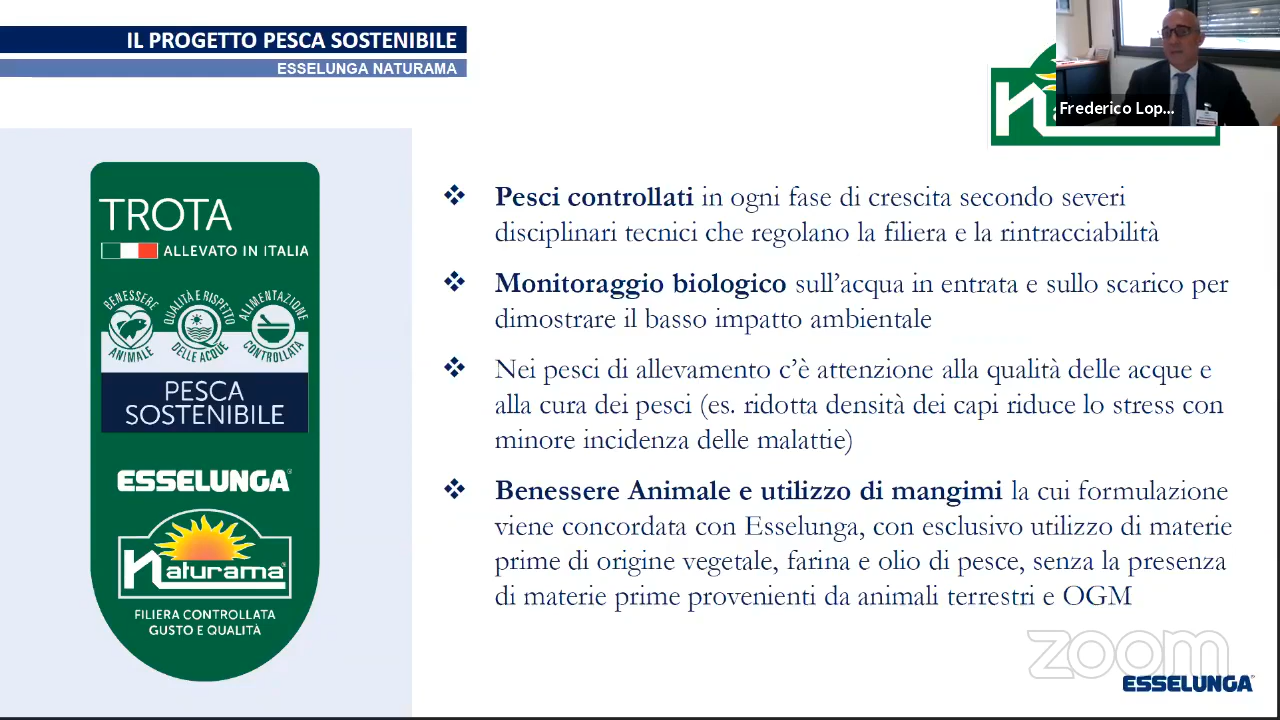 IL PROGETTO PESCA SOSTENIBILE
ESSELUNGA NATURAMA
Frederico Lop...
TROTA
ALLEVATO IN ITALIA
BENESSERE ANIMALE
QUALITÀ E RISPETTO DELLE ACQUE
ALIMENTAZIONE CONTROLLATA
PESCA
SOSTENIBILE
ESSELUNGA®
Naturama®
FILIERA CONTROLLATA
GUSTO E QUALITÀ
❖ Pesci controllati in ogni fase di crescita secondo severi
disciplinari tecnici che regolano la filiera e la rintracciabilità
❖ Monitoraggio biologico sull’acqua in entrata e sullo scarico per
dimostrare il basso impatto ambientale
❖ Nei pesci di allevamento c’è attenzione alla qualità delle acque e
alla cura dei pesci (es. ridotta densità dei capi riduce lo stress con
minore incidenza delle malattie)
❖ Benessere Animale e utilizzo di mangimi la cui formulazione
viene concordata con Esselunga, con esclusivo utilizzo di materie
prime di origine vegetale, farina e olio di pesce, senza la presenza
di materie prime provenienti da animali terrestri e OGM
zoom
ESSELUNGA®